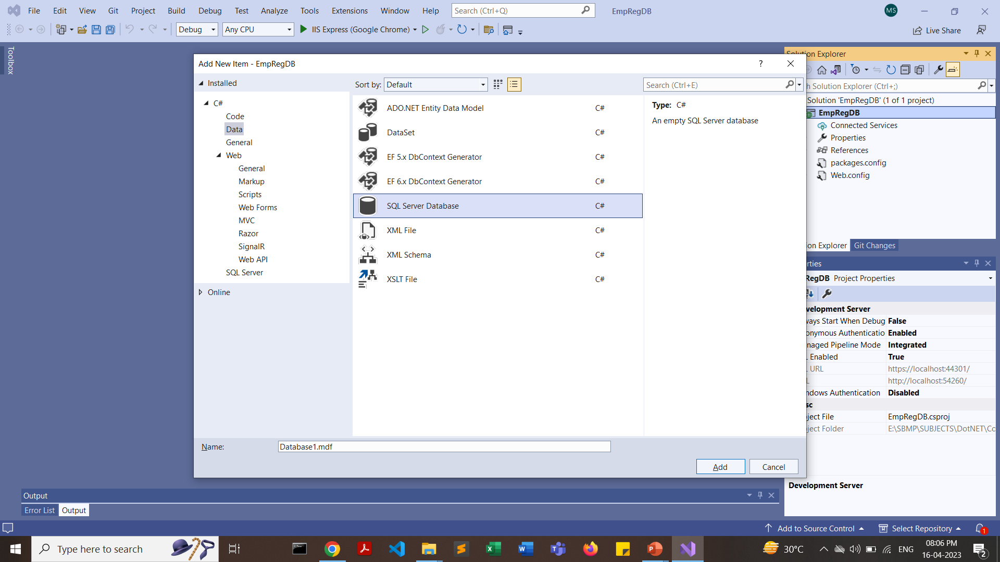 File Edit View Git Project Build Debug Test Analyze Tools Extensions Window Help Search (Ctrl+Q) EmpRegDB MS
Debug Any CPU IIS Express (Google Chrome) Live Share
Toolbox
Add New Item - EmpRegDB ?
Installed
Sort by: Default
Search (Ctrl+E)
C#
Code
Data
General
Web
General
Markup
Scripts
Web Forms
MVC
Razor
SignalR
Web API
SQL Server
Online
ADO.NET Entity Data Model C#
DataSet C#
EF 5.x DbContext Generator C#
EF 6.x DbContext Generator C#
SQL Server Database C#
XML File C#
XML Schema C#
XSLT File C#
Type: C#
An empty SQL Server database
Name: Database1.mdf
Add Cancel
Solution Explorer
h Solution Explorer (Ctrl+;)
Solution 'EmpRegDB' (1 of 1 project)
EmpRegDB
Connected Services
Properties
References
packages.config
Web.config
ion Explorer Git Changes
rties
RegDB Project Properties
velopment Server
ways Start When Debug False
onymous Authenticatio Enabled
naged Pipeline Mode Integrated
L Enabled True
L URL https://localhost:44301/
L http://localhost:54260/
ndows Authentication Disabled
sc
ject File EmpRegDB.csproj
ject Folder E:\SBMP\SUBJECTS\DotNET\Co
Development Server
Output
Error List Output
Add to Source Control Select Repository 1
Type here to search
30°C ENG 08:06 PM
16-04-2023 2